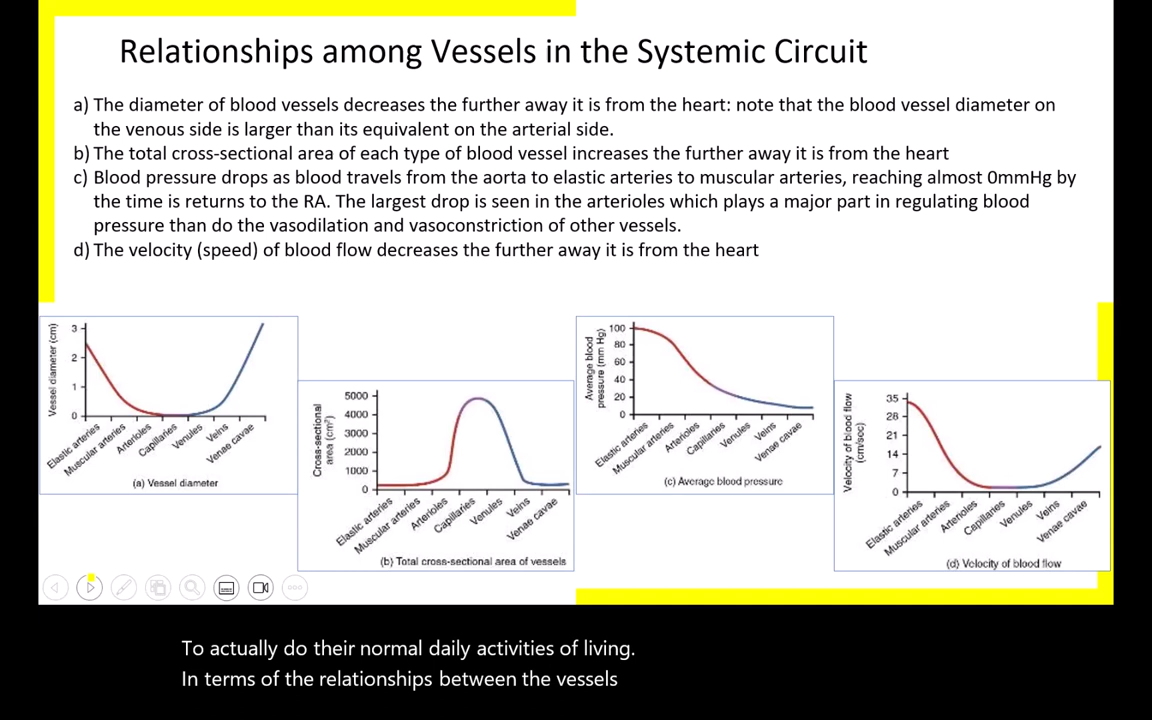 Relationships among Vessels in the Systemic Circuit
a) The diameter of blood vessels decreases the further away it is from the heart: note that the blood vessel diameter on
the venous side is larger than its equivalent on the arterial side.
b) The total cross-sectional area of each type of blood vessel increases the further away it is from the heart
c) Blood pressure drops as blood travels from the aorta to elastic arteries to muscular arteries, reaching almost 0mmHg by
the time is returns to the RA. The largest drop is seen in the arterioles which plays a major part in regulating blood
pressure than do the vasodilation and vasoconstriction of other vessels.
d) The velocity (speed) of blood flow decreases the further away it is from the heart
Vessel diameter (cm)
3
2
1
0
Elastic arteries
Muscular arteries
Arterioles
Capillaries
Venules
Veins
Venae cavae
(a) Vessel diameter
Cross-sectional
area (cm²)
5000
4000
3000
2000
1000
0
Elastic arteries
Muscular arteries
Arterioles
Capillaries
Venules
Veins
Venae cavae
(b) Total cross-sectional area of vessels
Average blood
pressure (mm Hg)
100
80
60
40
20
0
Elastic arteries
Muscular arteries
Arterioles
Capillaries
Venules
Veins
Venae cavae
(c) Average blood pressure
Velocity of blood flow
(cm/sec)
35
28
21
14
7
0
Elastic arteries
Muscular arteries
Arterioles
Capillaries
Venules
Veins
Venae cavae
(d) Velocity of blood flow
To actually do their normal daily activities of living.
In terms of the relationships between the vessels